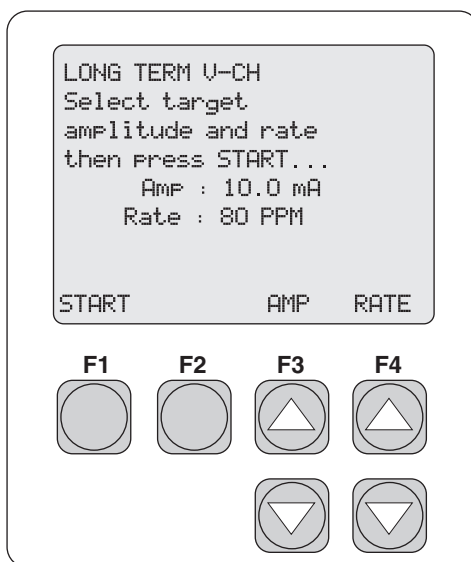 LONG TERM V-CH
Select target
amplitude and rate
then press START...
Amp : 10.0 mA
Rate : 80 PPM
START AMP RATE
F1 F2 F3 F4